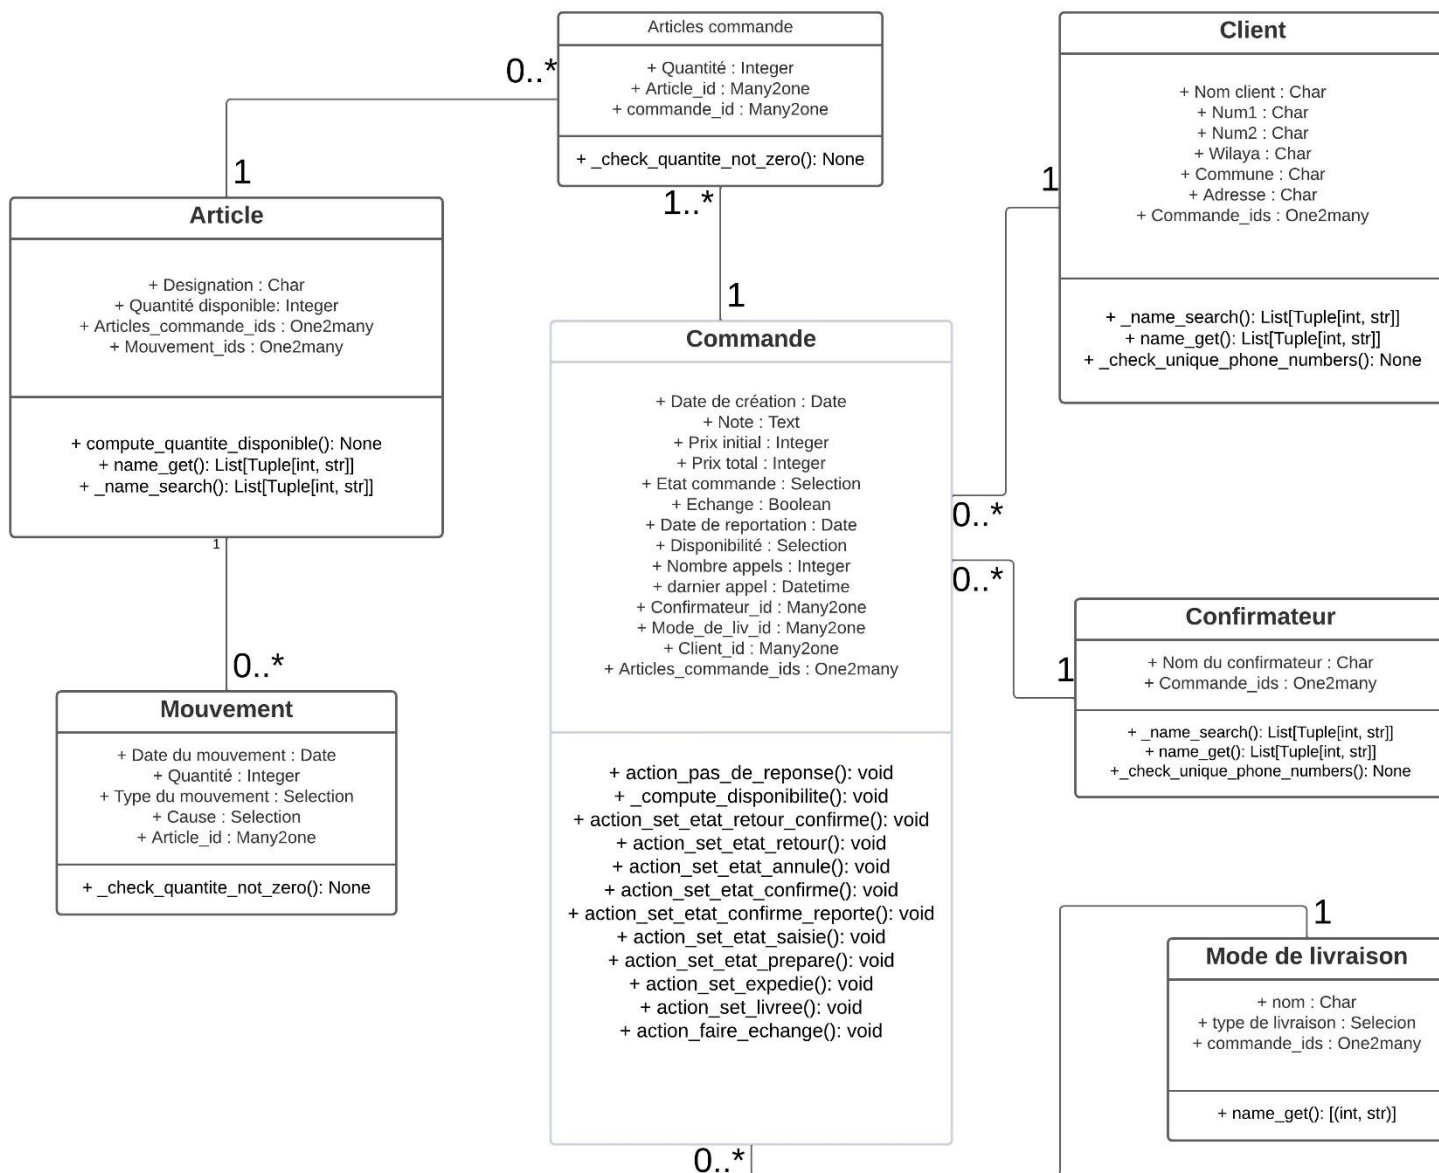 Articles commande
+ Quantité : Integer
+ Article_id : Many2one
+ commande_id : Many2one
+ _check_quantite_not_zero(): None
0..*
1
1..*
1
Article
+ Designation : Char
+ Quantité disponible: Integer
+ Articles_commande_ids : One2many
+ Mouvement_ids : One2many
+ compute_quantite_disponible(): None
+ name_get(): List[Tuple[int, str]]
+ _name_search(): List[Tuple[int, str]]
1
0..*
Mouvement
+ Date du mouvement : Date
+ Quantité : Integer
+ Type du mouvement : Selection
+ Cause : Selection
+ Article_id : Many2one
+ _check_quantite_not_zero(): None
Commande
+ Date de création : Date
+ Note : Text
+ Prix initial : Integer
+ Prix total : Integer
+ Etat commande : Selection
+ Echange : Boolean
+ Date de reportation : Date
+ Disponibilité : Selection
+ Nombre appels : Integer
+ darnier appel : Datetime
+ Confirmateur_id : Many2one
+ Mode_de_liv_id : Many2one
+ Client_id : Many2one
+ Articles_commande_ids : One2many
+ action_pas_de_reponse(): void
+ _compute_disponibilite(): void
+ action_set_etat_retour_confirme(): void
+ action_set_etat_retour(): void
+ action_set_etat_annule(): void
+ action_set_etat_confirme(): void
+ action_set_etat_confirme_reporte(): void
+ action_set_etat_saisie(): void
+ action_set_etat_prepare(): void
+ action_set_expedie(): void
+ action_set_livree(): void
+ action_faire_echange(): void
0..*
Client
+ Nom client : Char
+ Num1 : Char
+ Num2 : Char
+ Wilaya : Char
+ Commune : Char
+ Adresse : Char
+ Commande_ids : One2many
+ _name_search(): List[Tuple[int, str]]
+ name_get(): List[Tuple[int, str]]
+ _check_unique_phone_numbers(): None
1
0..*
0..*
1
Confirmateur
+ Nom du confirmateur : Char
+ Commande_ids : One2many
+ _name_search(): List[Tuple[int, str]]
+ name_get(): List[Tuple[int, str]]
+_check_unique_phone_numbers(): None
1
Mode de livraison
+ nom : Char
+ type de livraison : Selecion
+ commande_ids : One2many
+ name_get(): [(int, str)]